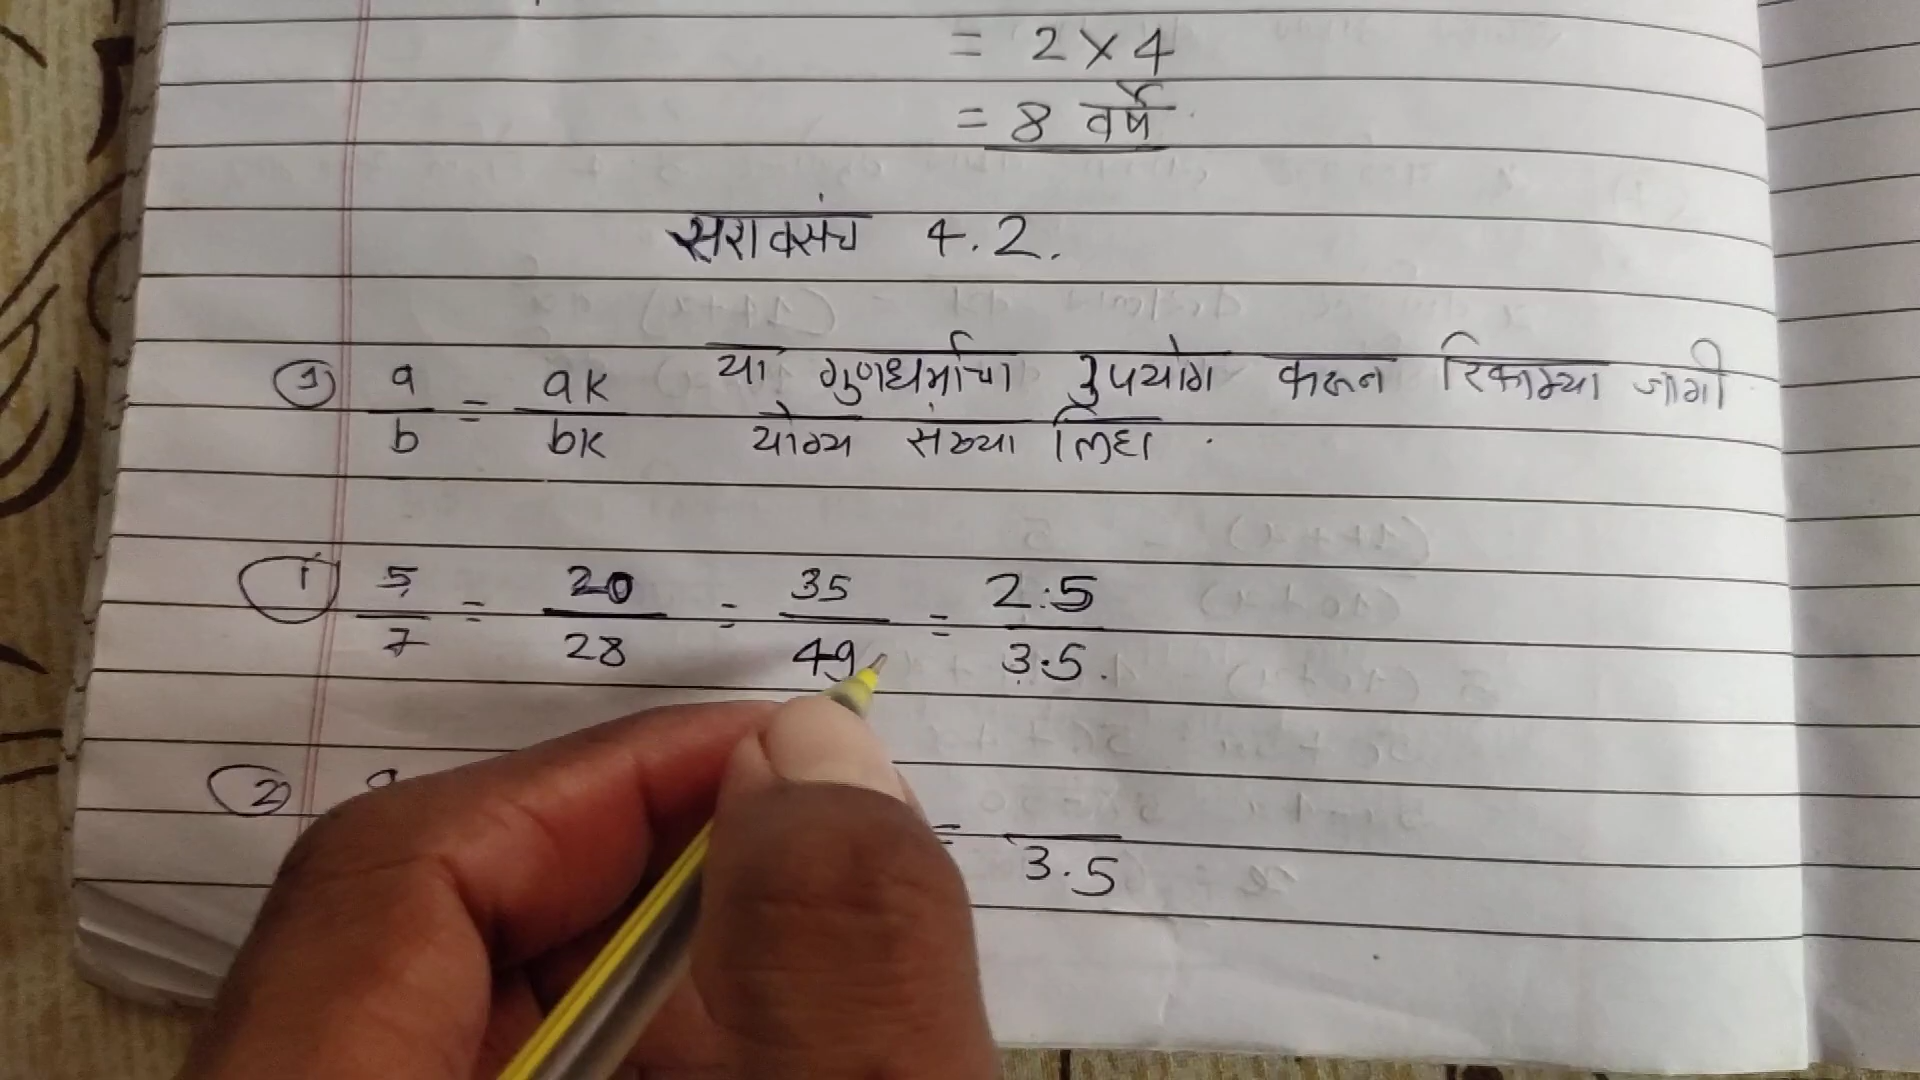 = 2 × 4
= 8 वर्षे
सरावसंच 4.2.
१) a/b = ak/bk या गुणधर्माचा उपयोग करून रिकाम्या जागी
योग्य संख्या लिहा .
1) 5/7 = 20/28 = 35/49 = 2.5/3.5.
2) = 3.5